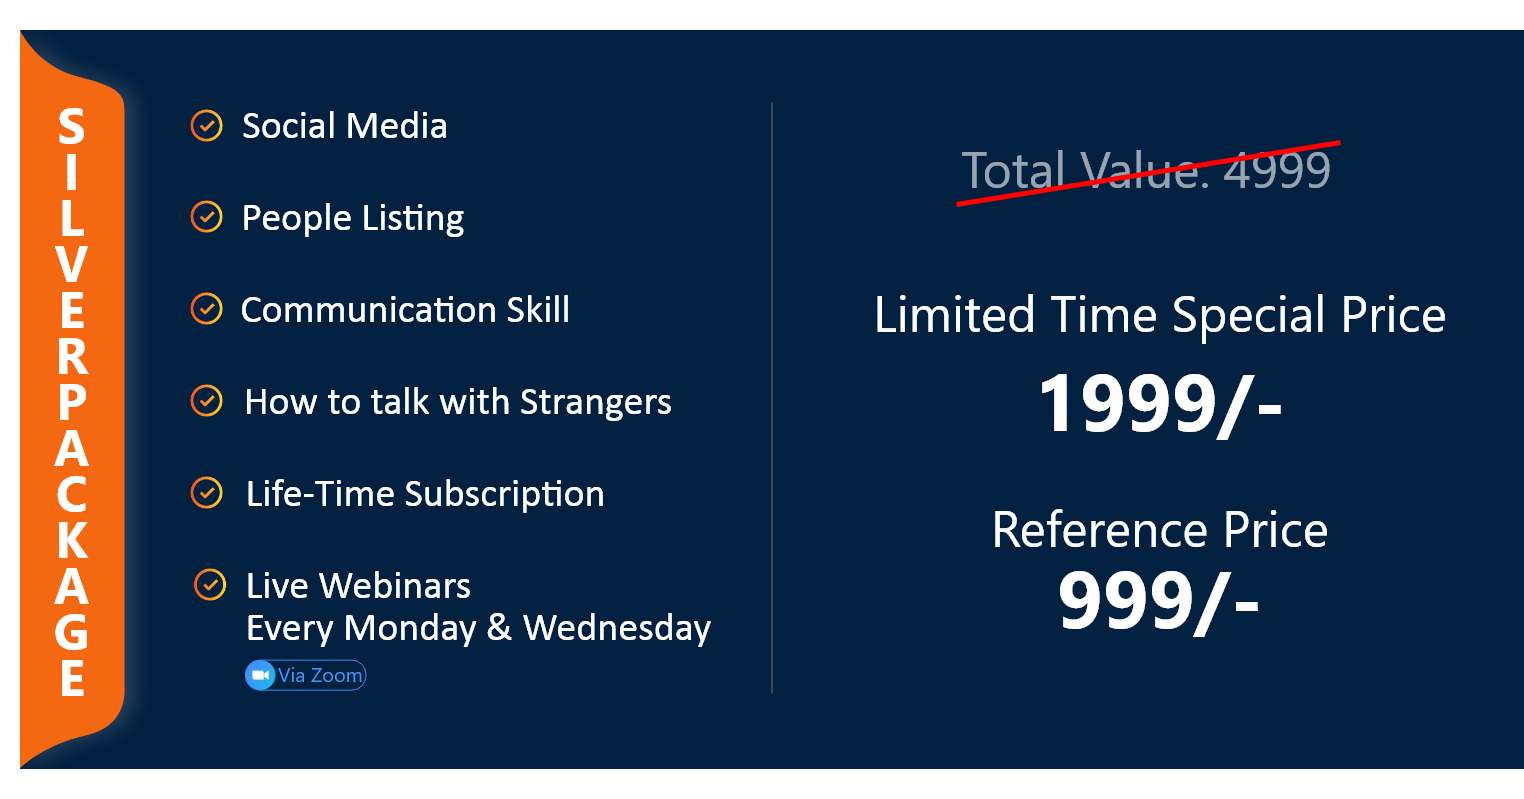 SILVERPACKAGE
Social Media
People Listing
Communication Skill
How to talk with Strangers
Life-Time Subscription
Live Webinars
Every Monday & Wednesday
Via Zoom
Total Value: 4999
Limited Time Special Price
1999/-
Reference Price
999/-